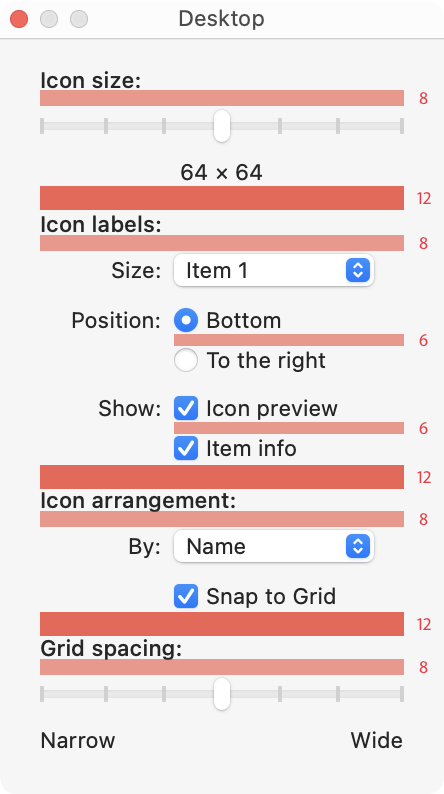 Desktop
Icon size:
8
64 × 64
12
Icon labels:
8
Size: Item 1
Position: Bottom
6
To the right
Show: Icon preview
6
Item info
12
Icon arrangement:
8
By: Name
Snap to Grid
12
Grid spacing:
8
Narrow Wide